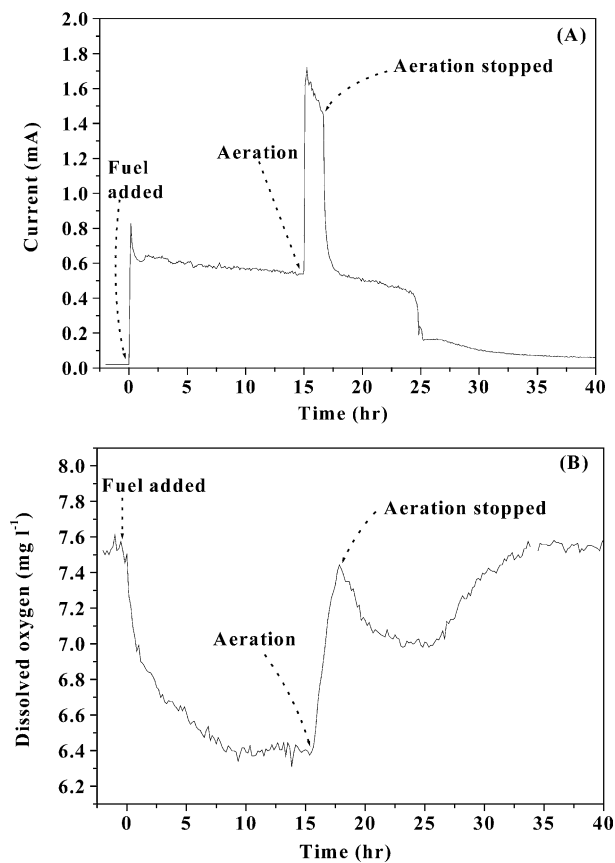 (A)
2.0
1.8
1.6
1.4
1.2
1.0
0.8
0.6
0.4
0.2
0.0
Current (mA)
Fuel
added
Aeration
Aeration stopped
0 5 10 15 20 25 30 35 40
Time (hr)
(B)
8.0
7.8
7.6
7.4
7.2
7.0
6.8
6.6
6.4
6.2
Dissolved oxygen (mg l⁻¹)
Fuel added
Aeration stopped
Aeration
0 5 10 15 20 25 30 35 40
Time (hr)